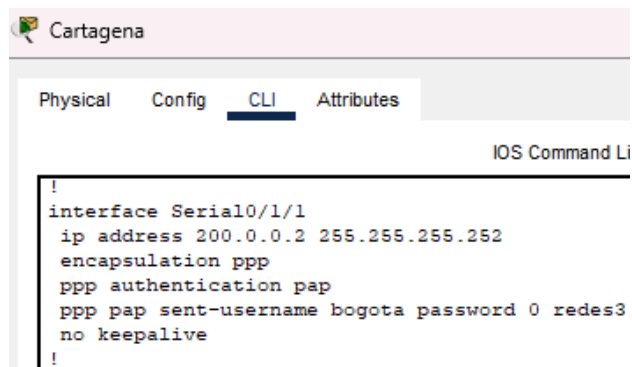 Cartagena
Physical Config CLI Attributes
IOS Command Li
!
interface Serial0/1/1
ip address 200.0.0.2 255.255.255.252
encapsulation ppp
ppp authentication pap
ppp pap sent-username bogota password 0 redes3
no keepalive
!